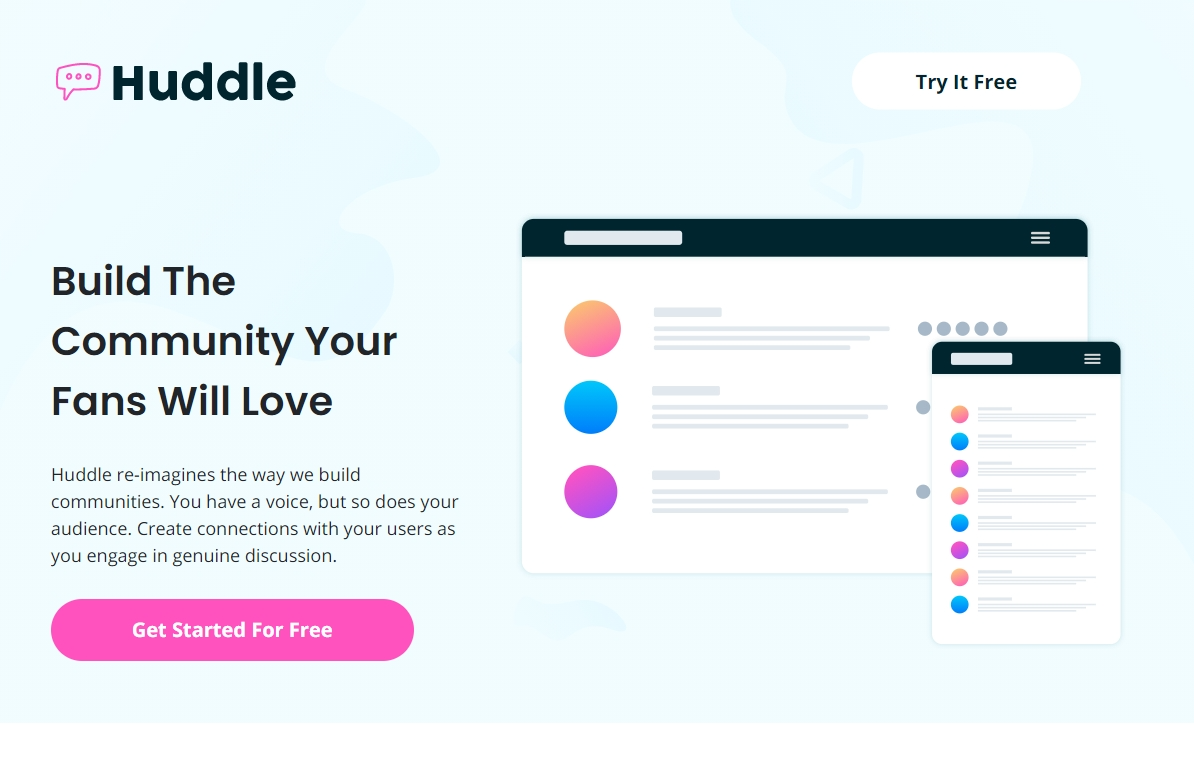 Huddle
Try It Free
Build The
Community Your
Fans Will Love
Huddle re-imagines the way we build
communities. You have a voice, but so does your
audience. Create connections with your users as
you engage in genuine discussion.
Get Started For Free